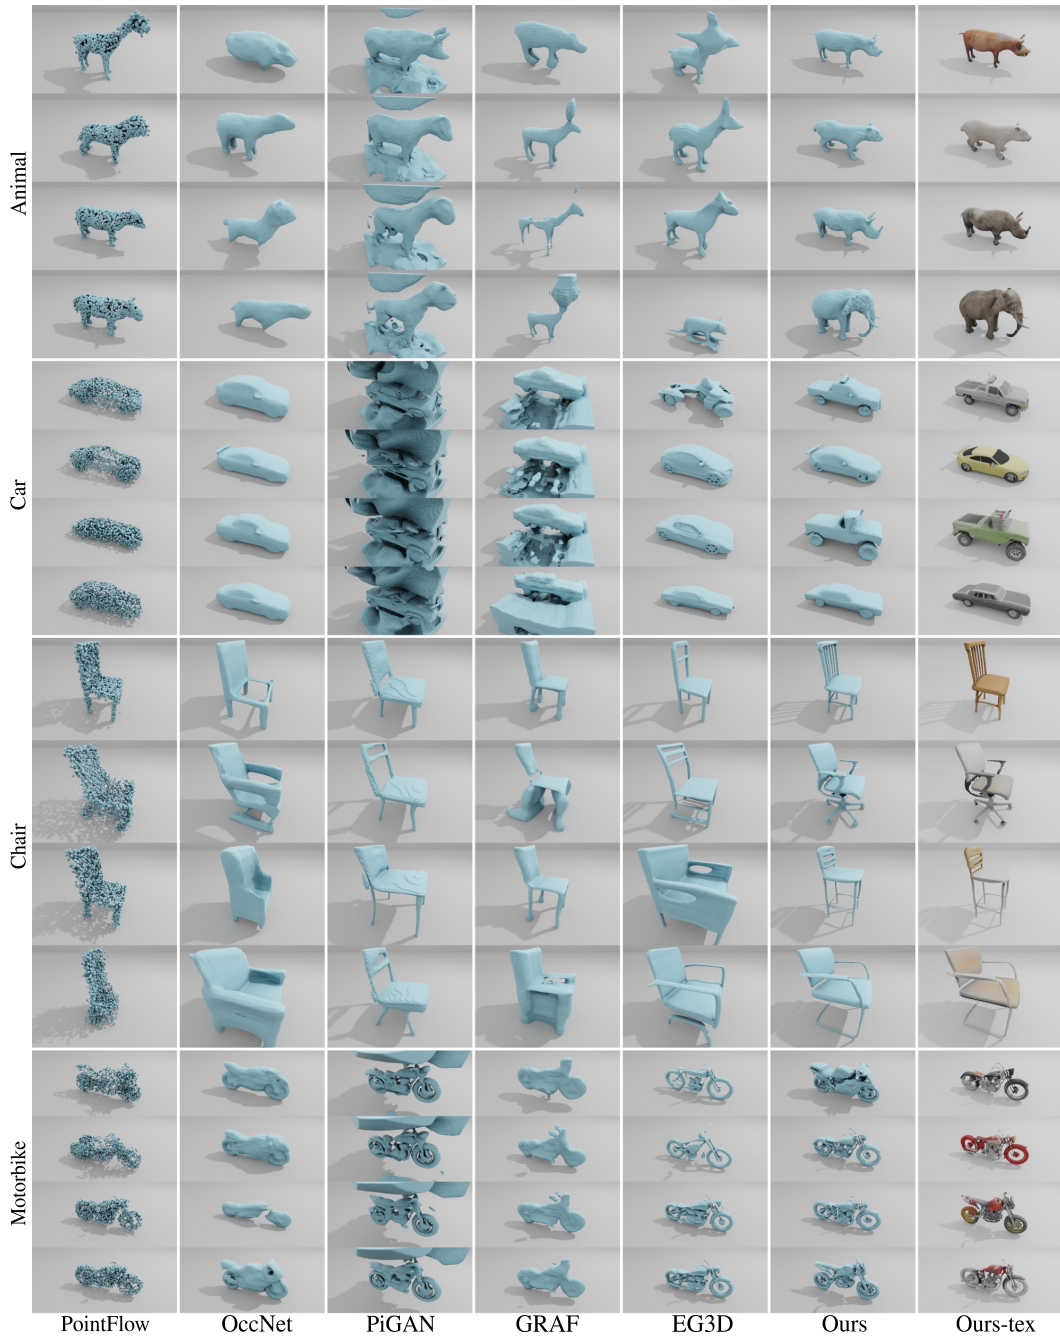 Animal
Car
Chair
Motorbike
PointFlow OccNet PiGAN GRAF EG3D Ours Ours-tex